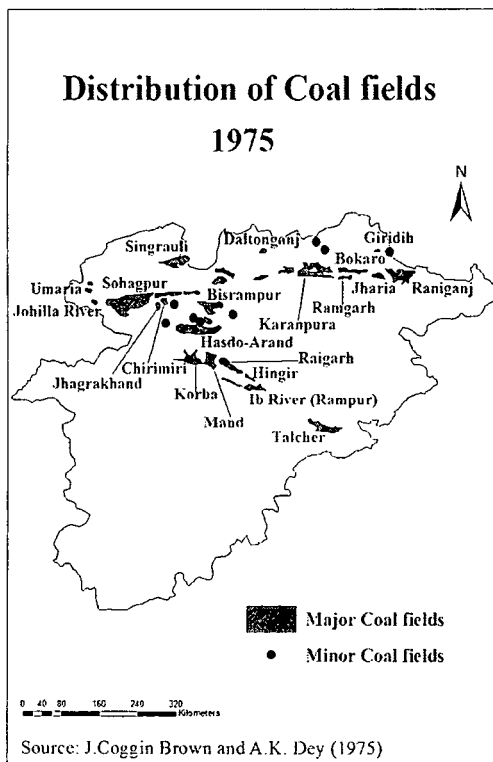 Distribution of Coal fields
1975
N
Singrauli
Daltonganj
Giridih
Bokaro
Umaria
Sohagpur
Bisrampur
Jharia
Raniganj
Johilla River
Karanpura
Ramgarh
Hasdo-Arand
Jhagrakhand
Chirimiri
Raigarh
Hingir
Korba
Ib River (Rampur)
Mand
Talcher
Major Coal fields
Minor Coal fields
0 40 80 160 240 320
Kilometers
Source: J.Coggin Brown and A.K. Dey (1975)